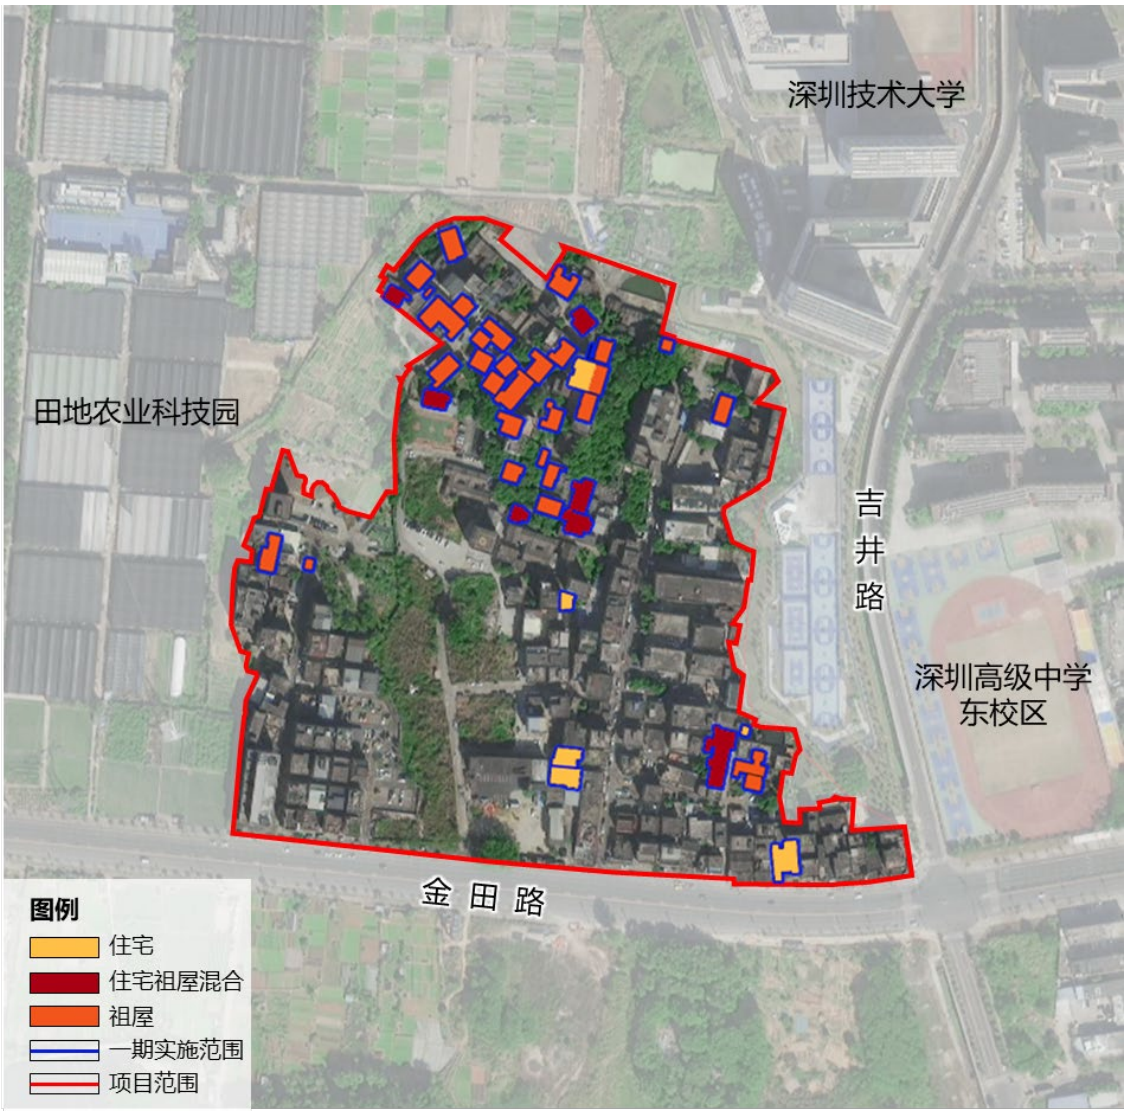 深圳技术大学
田地农业科技园
吉井路
深圳高级中学
东校区
金田路
图例
住宅
住宅祖屋混合
祖屋
一期实施范围
项目范围